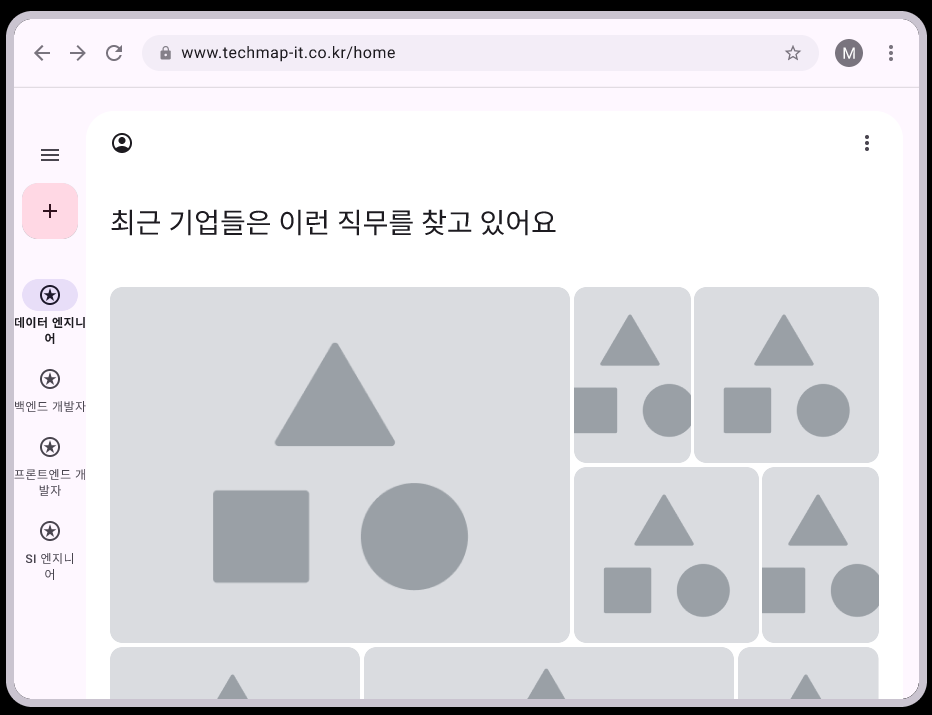 www.techmap-it.co.kr/home
M
최근 기업들은 이런 직무를 찾고 있어요
데이터 엔지니
어
백엔드 개발자
프론트엔드 개
발자
SI 엔지니
어